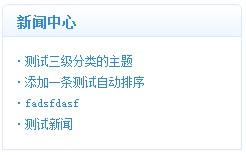 新闻中心
· 测试三级分类的主题
· 添加一条测试自动排序
· fadsfdasf
· 测试新闻